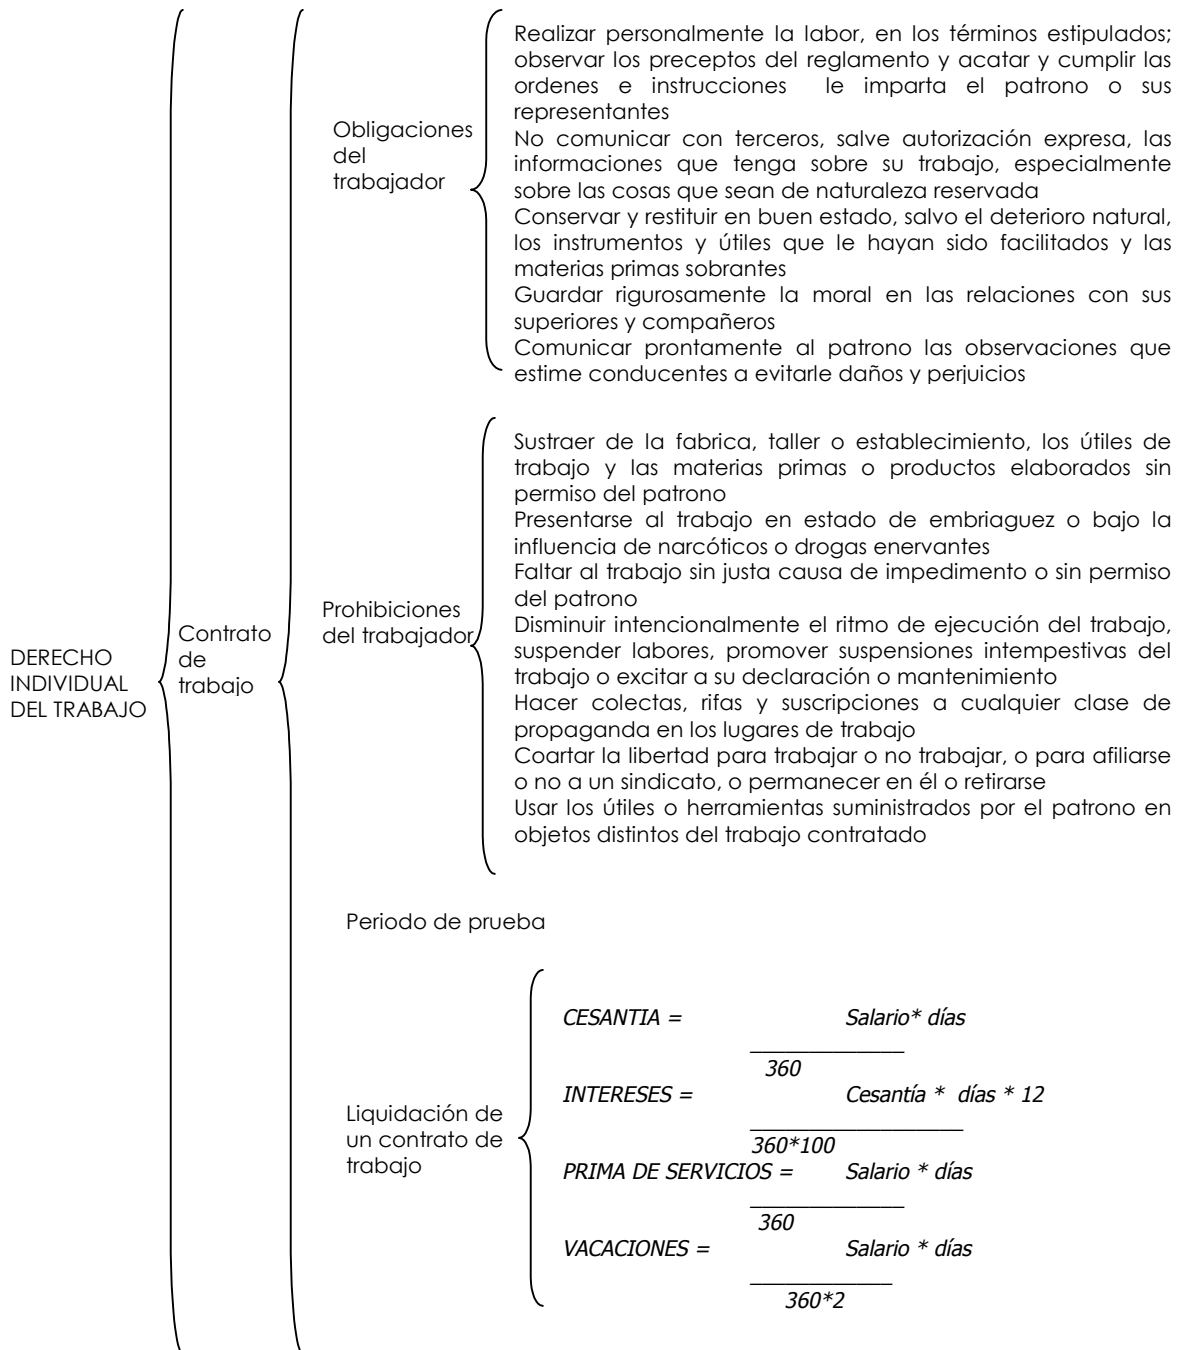 DERECHO
INDIVIDUAL
DEL TRABAJO
Contrato
de
trabajo
Obligaciones
del
trabajador
Realizar personalmente la labor, en los términos estipulados;
observar los preceptos del reglamento y acatar y cumplir las
ordenes e instrucciones le imparta el patrono o sus
representantes
No comunicar con terceros, salve autorización expresa, las
informaciones que tenga sobre su trabajo, especialmente
sobre las cosas que sean de naturaleza reservada
Conservar y restituir en buen estado, salvo el deterioro natural,
los instrumentos y útiles que le hayan sido facilitados y las
materias primas sobrantes
Guardar rigurosamente la moral en las relaciones con sus
superiores y compañeros
Comunicar prontamente al patrono las observaciones que
estime conducentes a evitarle daños y perjuicios
Prohibiciones
del trabajador
Sustraer de la fabrica, taller o establecimiento, los útiles de
trabajo y las materias primas o productos elaborados sin
permiso del patrono
Presentarse al trabajo en estado de embriaguez o bajo la
influencia de narcóticos o drogas enervantes
Faltar al trabajo sin justa causa de impedimento o sin permiso
del patrono
Disminuir intencionalmente el ritmo de ejecución del trabajo,
suspender labores, promover suspensiones intempestivas del
trabajo o excitar a su declaración o mantenimiento
Hacer colectas, rifas y suscripciones a cualquier clase de
propaganda en los lugares de trabajo
Coartar la libertad para trabajar o no trabajar, o para afiliarse
o no a un sindicato, o permanecer en él o retirarse
Usar los útiles o herramientas suministrados por el patrono en
objetos distintos del trabajo contratado
Periodo de prueba
Liquidación de
un contrato de
trabajo
CESANTIA = Salario* días
360
INTERESES = Cesantía * días * 12
360*100
PRIMA DE SERVICIOS = Salario * días
360
VACACIONES = Salario * días
360*2